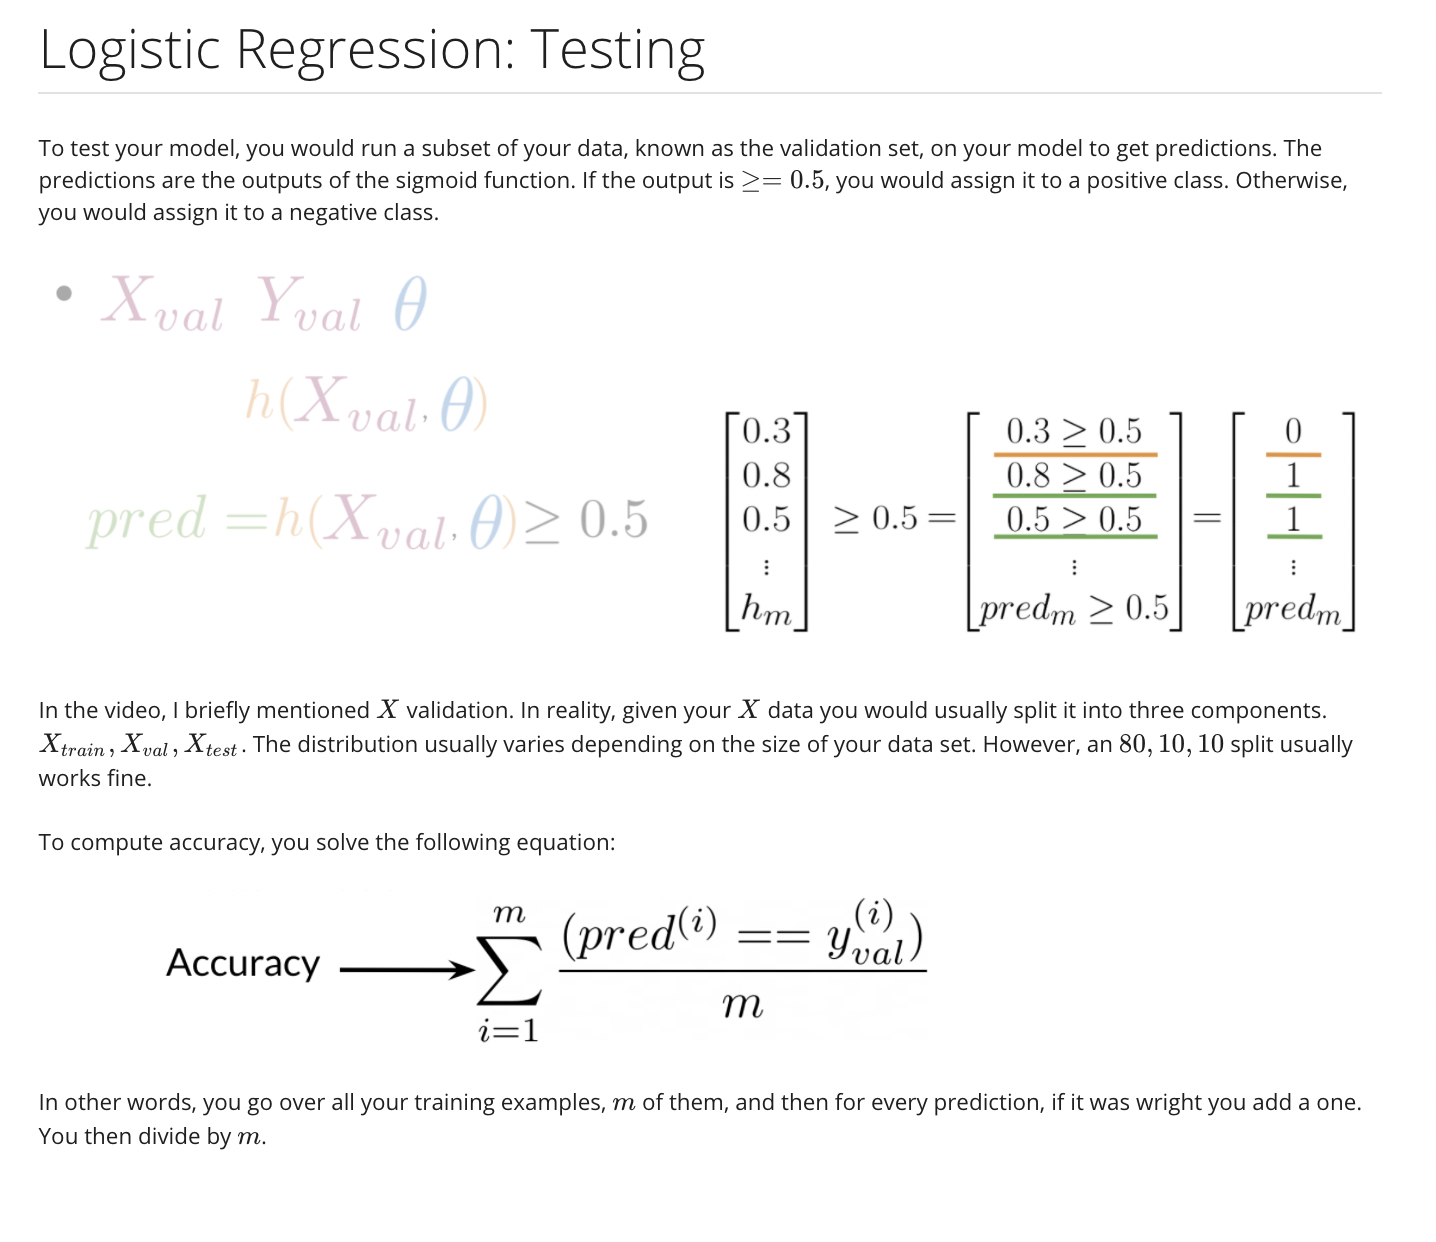 Logistic Regression: Testing
To test your model, you would run a subset of your data, known as the validation set, on your model to get predictions. The
predictions are the outputs of the sigmoid function. If the output is ≥= 0.5, you would assign it to a positive class. Otherwise,
you would assign it to a negative class.
• X_val Y_val θ
h(X_val, θ)
pred = h(X_val, θ) ≥ 0.5
[0.3 0.8 0.5 ⋮ h_m] ≥ 0.5 = [0.3 ≥ 0.5 0.8 ≥ 0.5 0.5 ≥ 0.5 ⋮ pred_m ≥ 0.5] = [0 1 1 ⋮ pred_m]
In the video, I briefly mentioned X validation. In reality, given your X data you would usually split it into three components.
X_train, X_val, X_test. The distribution usually varies depending on the size of your data set. However, an 80, 10, 10 split usually
works fine.
To compute accuracy, you solve the following equation:
Accuracy ⟶ ∑_{i=1}^{m} (pred^(i) == y_val^(i)) / m
In other words, you go over all your training examples, m of them, and then for every prediction, if it was wright you add a one.
You then divide by m.